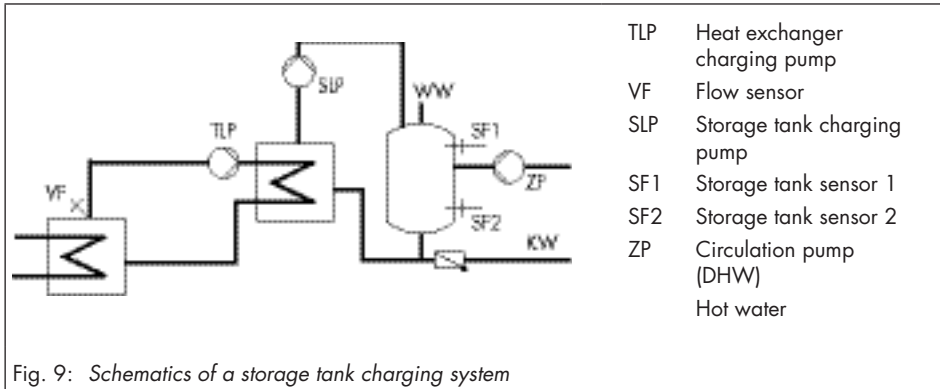 SLP
WW
TLP
SF1
VF
ZP
SF2
KW
TLP Heat exchanger
charging pump
VF Flow sensor
SLP Storage tank charging
pump
SF1 Storage tank sensor 1
SF2 Storage tank sensor 2
ZP Circulation pump
(DHW)
Hot water
Fig. 9: Schematics of a storage tank charging system